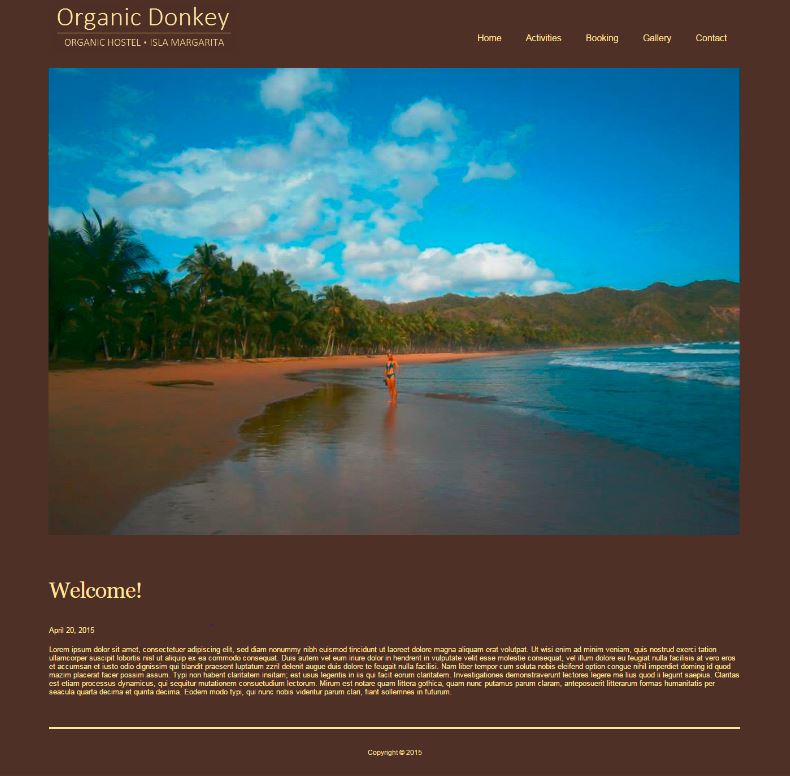 Organic Donkey
ORGANIC HOSTEL • ISLA MARGARITA
Home Activities Booking Gallery Contact
Welcome!
April 20, 2015
Lorem ipsum dolor sit amet, consectetuer adipiscing elit, sed diam nonummy nibh euismod tincidunt ut laoreet dolore magna aliquam erat volutpat. Ut wisi enim ad minim veniam, quis nostrud exerci tation
ullamcorper suscipit lobortis nisl ut aliquip ex ea commodo consequat. Duis autem vel eum iriure dolor in hendrerit in vulputate velit esse molestie consequat, vel illum dolore eu feugiat nulla facilisis at vero eros
et accumsan et iusto odio dignissim qui blandit praesent luptatum zzril delenit augue duis dolore te feugait nulla facilisi. Nam liber tempor cum soluta nobis eleifend option congue nihil imperdiet doming id quod
mazim placerat facer possim assum. Typi non habent claritatem insitam; est usus legentis in iis qui facit eorum claritatem. Investigationes demonstraverunt lectores legere me lius quod ii legunt saepius. Claritas
est etiam processus dynamicus, qui sequitur mutationem consuetudium lectorum. Mirum est notare quam littera gothica, quam nunc putamus parum claram, anteposuerit litterarum formas humanitatis per
seacula quarta decima et quinta decima. Eodem modo typi, qui nunc nobis videntur parum clari, fiant sollemnes in futurum.
Copyright © 2015